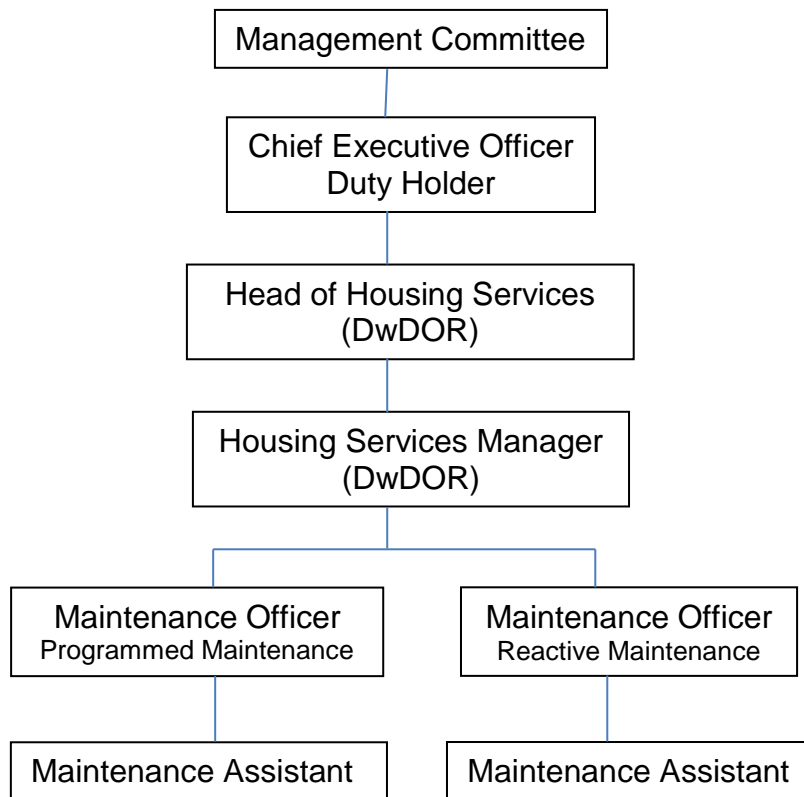 Management Committee
Chief Executive Officer
Duty Holder
Head of Housing Services
(DwDOR)
Housing Services Manager
(DwDOR)
Maintenance Officer
Programmed Maintenance
Maintenance Officer
Reactive Maintenance
Maintenance Assistant
Maintenance Assistant